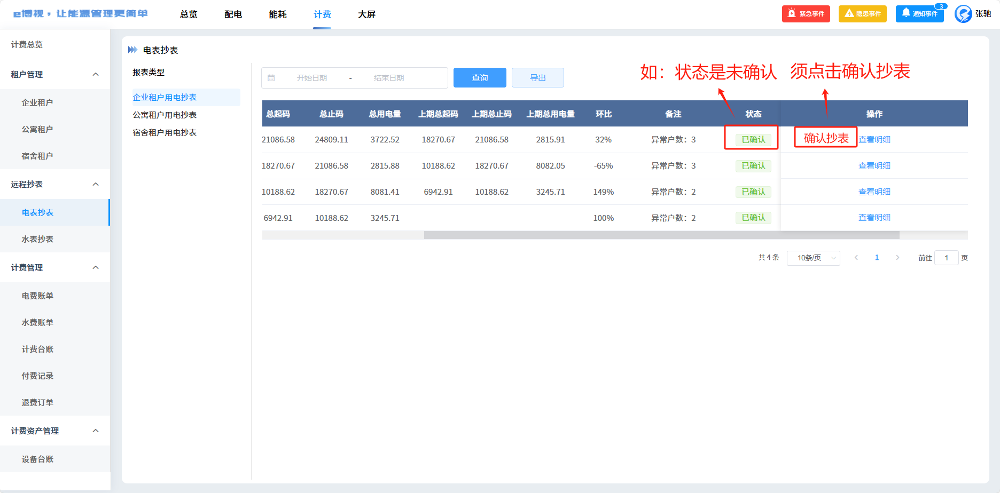 e博视，让能源管理更简单
总览 配电 能耗 计费 大屏
紧急事件 隐患事件 通知事件 3 张驰
计费总览
租户管理
企业租户
公寓租户
宿舍租户
远程抄表
电表抄表
水表抄表
计费管理
电费账单
水费账单
计费台账
付费记录
退费订单
计费资产管理
设备台账
电表抄表
报表类型
企业租户用电抄表
公寓租户用电抄表
宿舍租户用电抄表
开始日期 - 结束日期 查询 导出
如：状态是未确认 须点击确认抄表
总起码 总止码 总用电量 上期总起码 上期总止码 上期总用电量 环比 备注 状态 操作
21086.58 24809.11 3722.52 18270.67 21086.58 2815.91 32% 异常户数：3 已确认 确认抄表 查看明细
18270.67 21086.58 2815.88 10188.62 18270.67 8082.05 -65% 异常户数：3 已确认 查看明细
10188.62 18270.67 8081.41 6942.91 10188.62 3245.71 149% 异常户数：2 已确认 查看明细
6942.91 10188.62 3245.71 100% 异常户数：2 已确认 查看明细
共 4 条 10条/页 1 前往 1 页